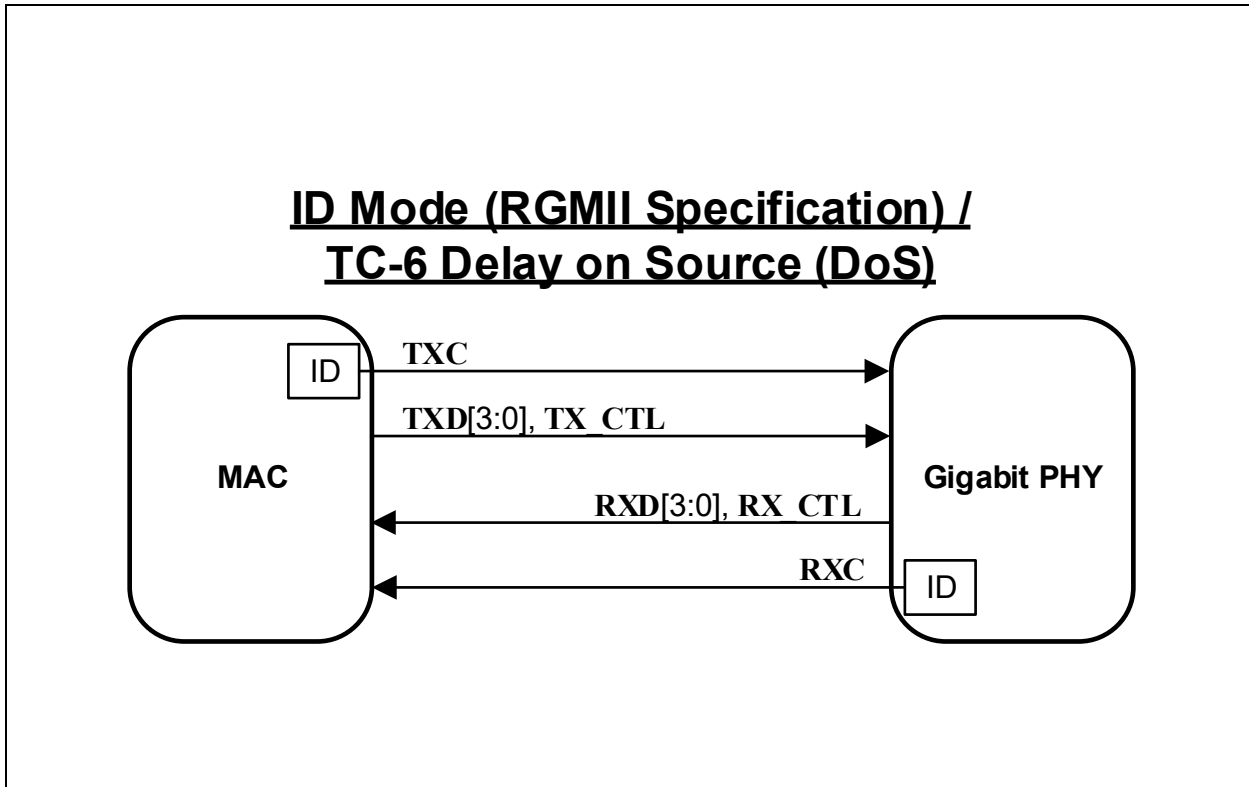 ID Mode (RGMII Specification) /
TC-6 Delay on Source (DoS)
ID
TXC
TXD[3:0], TX_CTL
MAC
Gigabit PHY
RXD[3:0], RX_CTL
RXC
ID